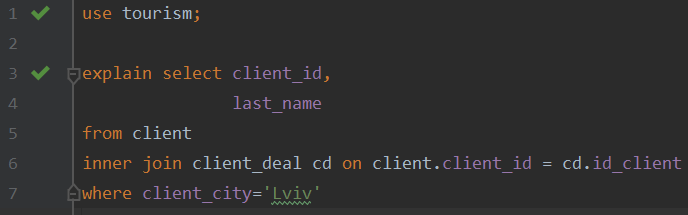 1 use tourism;
2
3 explain select client_id,
4 last_name
5 from client
6 inner join client_deal cd on client.client_id = cd.id_client
7 where client_city='Lviv'